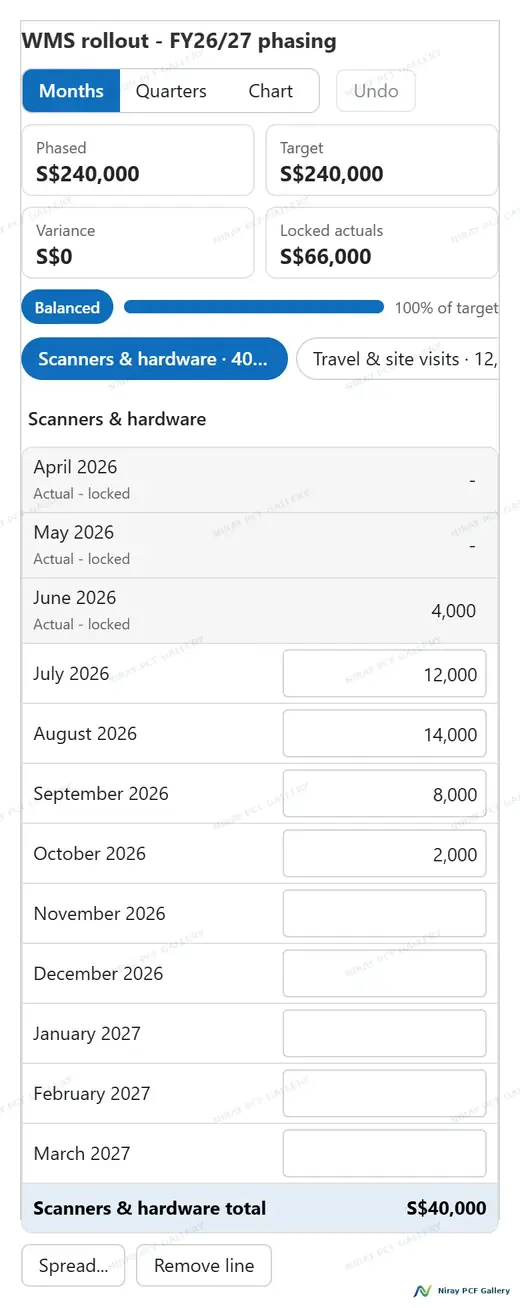 WMS rollout - FY26/27 phasing
Months Quarters Chart Undo
Phased
S$240,000
Target
S$240,000
Variance
S$0
Locked actuals
S$66,000
Balanced 100% of target
Scanners & hardware · 40... Travel & site visits · 12,
Scanners & hardware
April 2026
Actual - locked
-
May 2026
Actual - locked
-
June 2026
Actual - locked
4,000
July 2026 12,000
August 2026 14,000
September 2026 8,000
October 2026 2,000
November 2026
December 2026
January 2027
February 2027
March 2027
Scanners & hardware total S$40,000
Spread... Remove line
Niray PCF Gallery